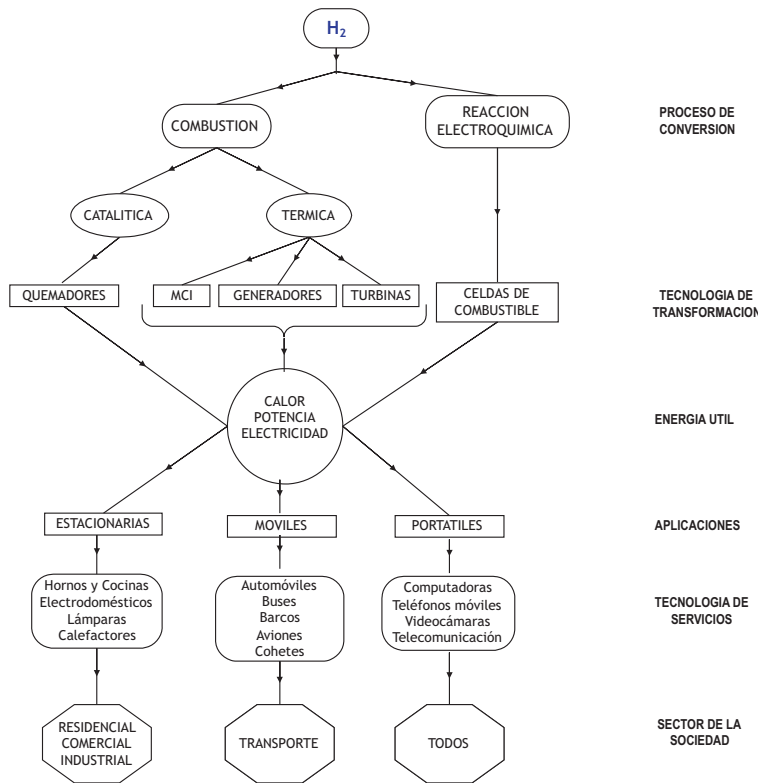 H2
COMBUSTION
REACCION
ELECTROQUIMICA
PROCESO DE
CONVERSION
CATALITICA
TERMICA
QUEMADORES
MCI
GENERADORES
TURBINAS
CELDAS DE
COMBUSTIBLE
TECNOLOGIA DE
TRANSFORMACION
CALOR
POTENCIA
ELECTRICIDAD
ENERGIA UTIL
ESTACIONARIAS
MOVILES
PORTATILES
APLICACIONES
Hornos y Cocinas
Electrodomésticos
Lámparas
Calefactores
Automóviles
Buses
Barcos
Aviones
Cohetes
Computadoras
Teléfonos móviles
Videocámaras
Telecomunicación
TECNOLOGIA DE
SERVICIOS
RESIDENCIAL
COMERCIAL
INDUSTRIAL
TRANSPORTE
TODOS
SECTOR DE LA
SOCIEDAD